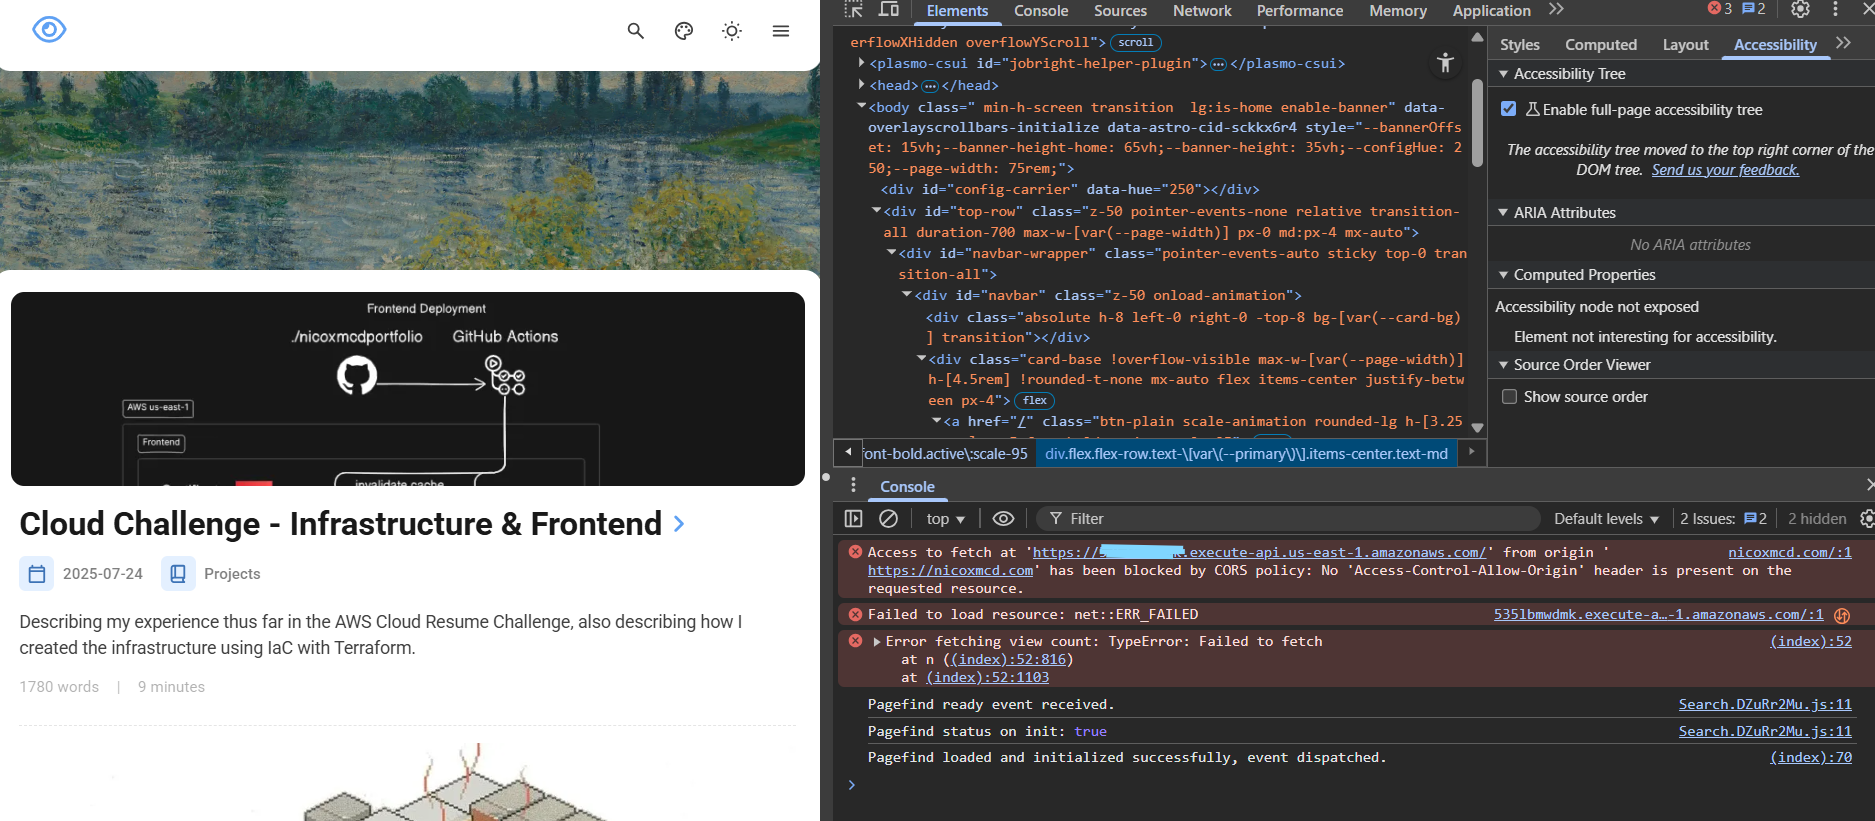 Frontend Deployment
./nicoxmcdportfolio
GitHub Actions
AWS us-east-1
Frontend
invalidate cache
Cloud Challenge - Infrastructure & Frontend
2025-07-24
Projects
Describing my experience thus far in the AWS Cloud Resume Challenge, also describing how I
created the infrastructure using IaC with Terraform.
1780 words | 9 minutes
Elements Console Sources Network Performance Memory Application 3 2
erflowXHidden overflowYScroll"> scroll
<plasmo-csui id="jobright-helper-plugin"> … </plasmo-csui>
<head> … </head>
<body class=" min-h-screen transition  lg:is-home enable-banner" data-
overlayscrollbars-initialize data-astro-cid-sckkx6r4 style="--bannerOffs
et: 15vh;--banner-height-home: 65vh;--banner-height: 35vh;--configHue: 2
50;--page-width: 75rem;">
<div id="config-carrier" data-hue="250"></div>
<div id="top-row" class="z-50 pointer-events-none relative transition-
all duration-700 max-w-[var(--page-width)] px-0 md:px-4 mx-auto">
<div id="navbar-wrapper" class="pointer-events-auto sticky top-0 tran
sition-all">
<div id="navbar" class="z-50 onload-animation">
<div class="absolute h-8 left-0 right-0 -top-8 bg-[var(--card-bg)
] transition"></div>
<div class="card-base !overflow-visible max-w-[var(--page-width)]
h-[4.5rem] !rounded-t-none mx-auto flex items-center justify-betw
een px-4"> flex
<a href="/" class="btn-plain scale-animation rounded-lg h-[3.25
font-bold.active\:scale-95 div.flex.flex-row.text-\[var\(--primary\)\].items-center.text-md
Styles Computed Layout Accessibility
Accessibility Tree
Enable full-page accessibility tree
The accessibility tree moved to the top right corner of the
DOM tree. Send us your feedback.
ARIA Attributes
No ARIA attributes
Computed Properties
Accessibility node not exposed
Element not interesting for accessibility.
Source Order Viewer
Show source order
Console
top Filter Default levels 2 Issues: 2 2 hidden
Access to fetch at 'https:// .execute-api.us-east-1.amazonaws.com/' from origin ' nicoxmcd.com/:1
https://nicoxmcd.com' has been blocked by CORS policy: No 'Access-Control-Allow-Origin' header is present on the
requested resource.
Failed to load resource: net::ERR_FAILED 535lbmwdmk.execute-a…-1.amazonaws.com/:1
Error fetching view count: TypeError: Failed to fetch (index):52
at n ((index):52:816)
at (index):52:1103
Pagefind ready event received. Search.DZuRr2Mu.js:11
Pagefind status on init: true Search.DZuRr2Mu.js:11
Pagefind loaded and initialized successfully, event dispatched. (index):70